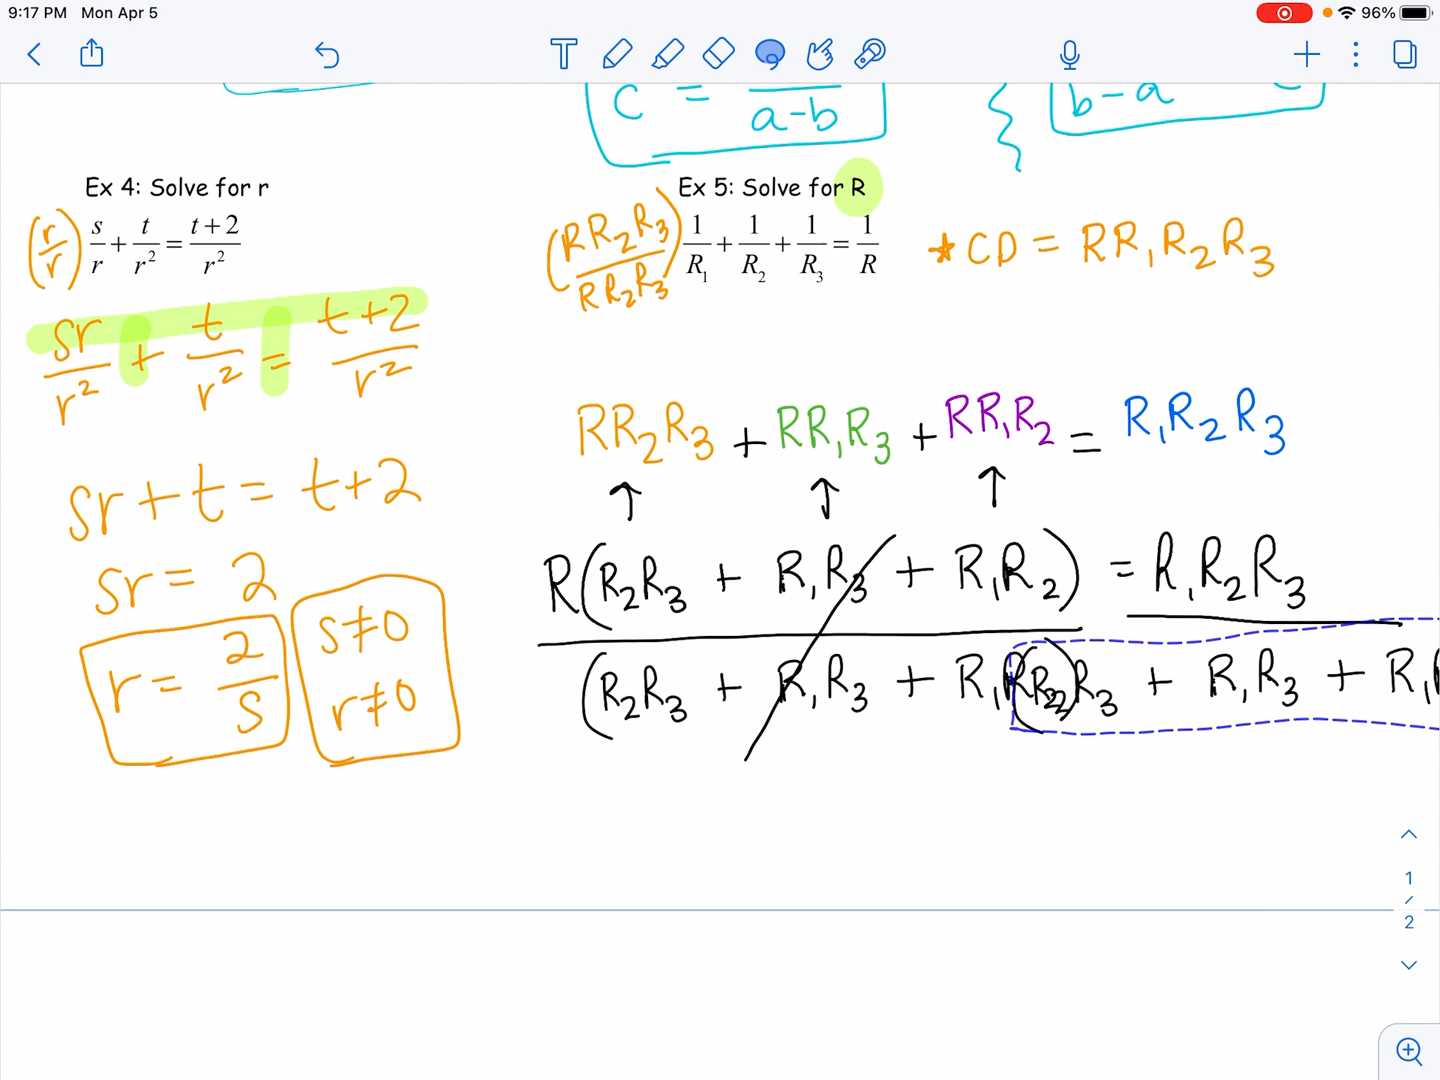 9:17 PM Mon Apr 5
96%
T
C = a-b
b-a
Ex 4: Solve for r
(r/r) s/r + t/r² = (t+2)/r²
sr/r² + t/r² = t+2/r²
sr + t = t+2
sr = 2
r = 2/s
s≠0
r≠0
Ex 5: Solve for R
(RR₂R₃/RR₂R₃) 1/R₁ + 1/R₂ + 1/R₃ = 1/R
*CD = RR₁R₂R₃
RR₂R₃ + RR₁R₃ + RR₁R₂ = R₁R₂R₃
↑ ↑ ↑
R(R₂R₃ + R₁R₃ + R₁R₂) = R₁R₂R₃
(R₂R₃ + R₁R₃ + R₁R₂)
R₂R₃ + R₁R₃ + R₁
1
/
2